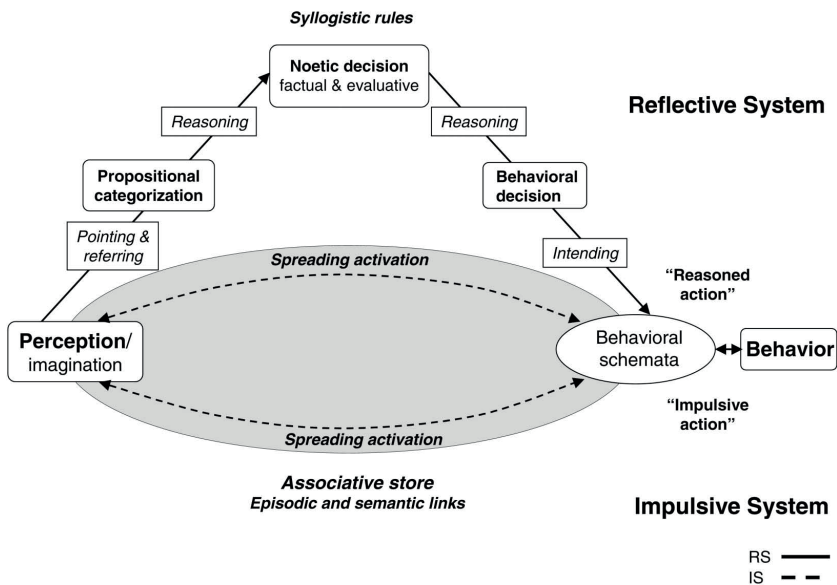 Syllogistic rules
Noetic decision
factual & evaluative
Reflective System
Reasoning
Reasoning
Propositional
categorization
Behavioral
decision
Pointing &
referring
Intending
Spreading activation
“Reasoned
action”
Perception/
imagination
Behavioral
schemata
Behavior
“Impulsive
action”
Spreading activation
Associative store
Episodic and semantic links
Impulsive System
RS
IS